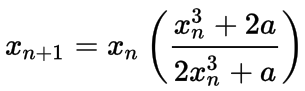 $x_{n+1} = x_n \left( \frac{x_n^3 + 2a}{2x_n^3 + a} \right)$